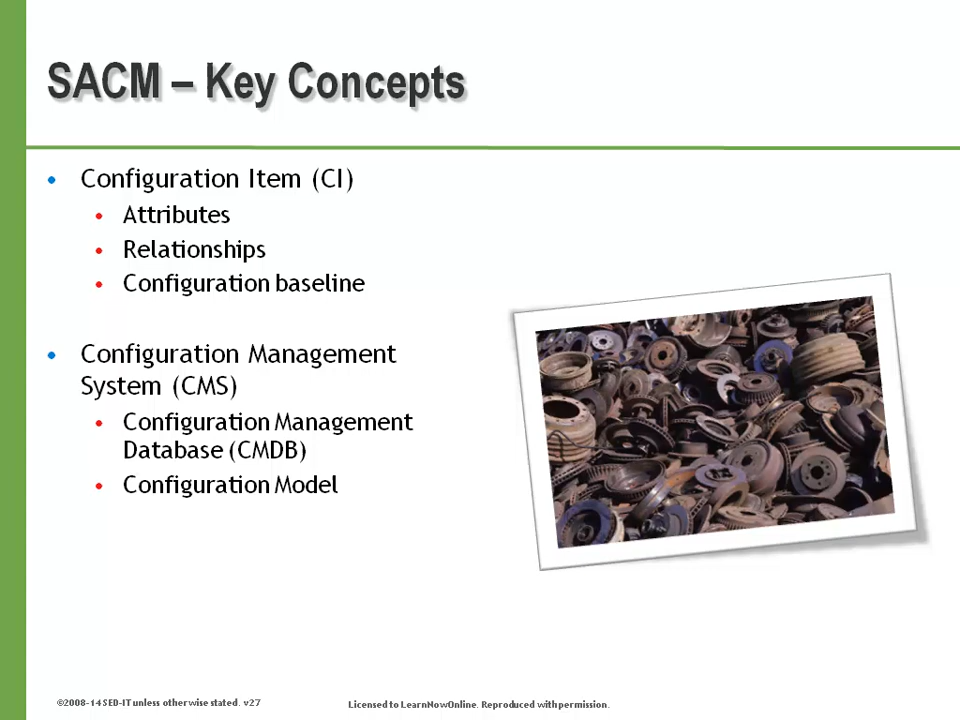 SACM – Key Concepts
• Configuration Item (CI)
• Attributes
• Relationships
• Configuration baseline
• Configuration Management
System (CMS)
• Configuration Management
Database (CMDB)
• Configuration Model
©2008-14 SED-IT unless otherwise stated. v27
Licensed to LearnNowOnline. Reproduced with permission.